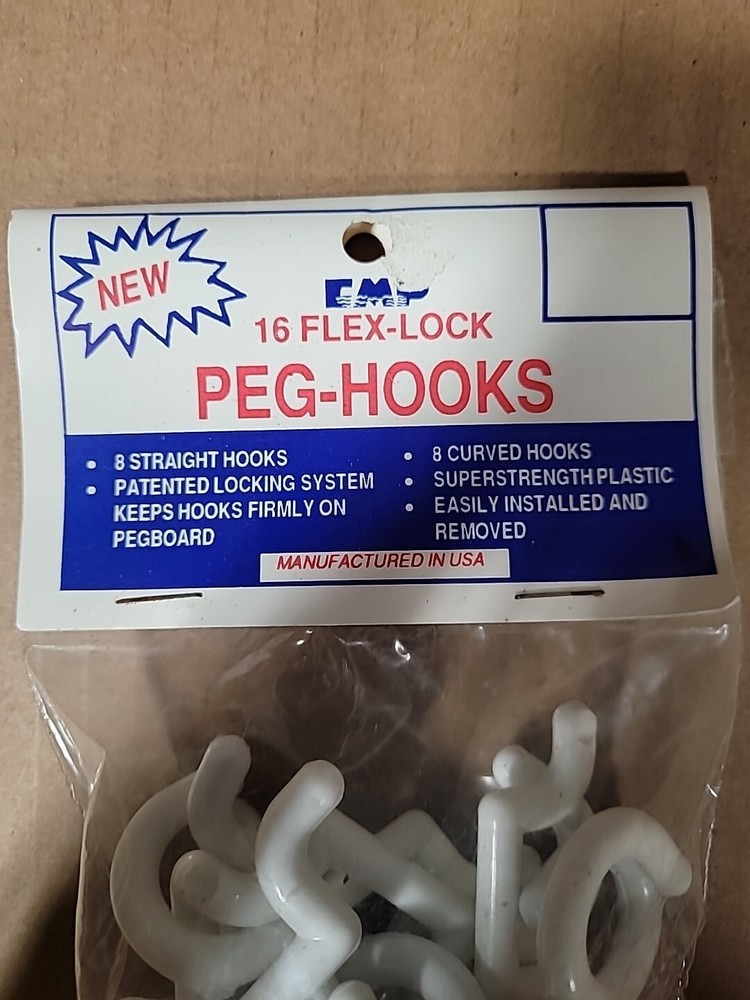 NEW
16 FLEX-LOCK
PEG-HOOKS
• 8 STRAIGHT HOOKS
• PATENTED LOCKING SYSTEM
KEEPS HOOKS FIRMLY ON
PEGBOARD
• 8 CURVED HOOKS
• SUPERSTRENGTH PLASTIC
• EASILY INSTALLED AND
REMOVED
MANUFACTURED IN USA